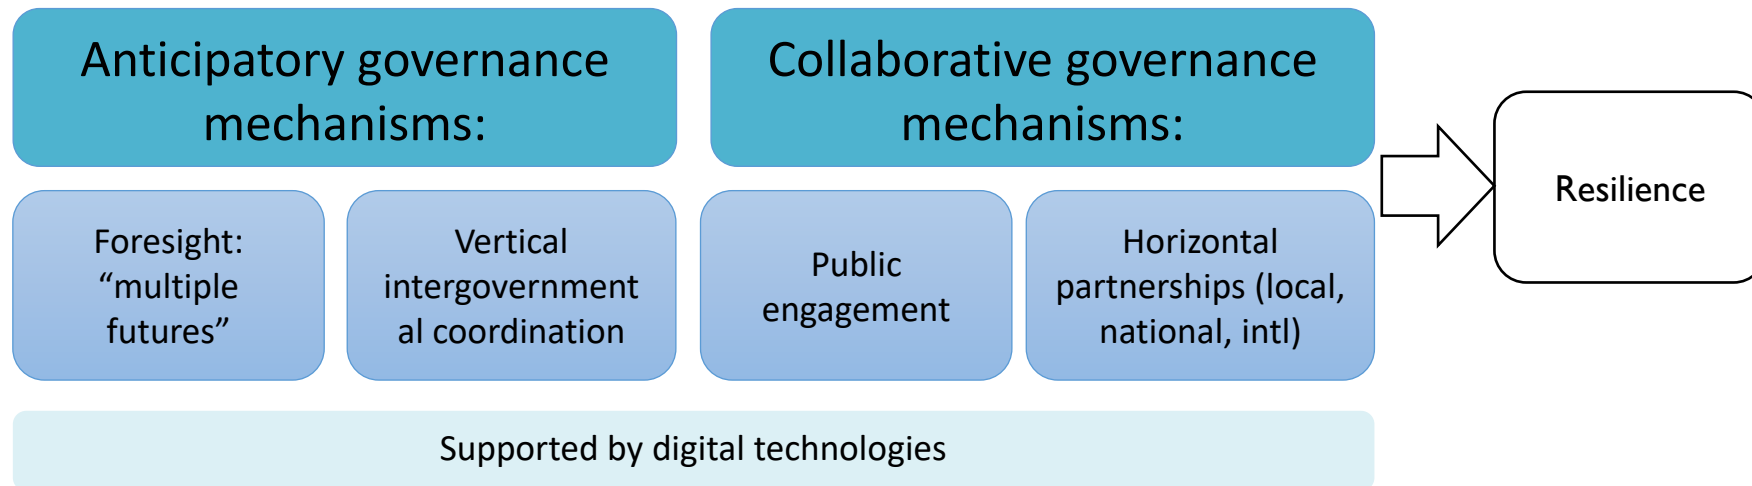 Anticipatory governance
mechanisms:
Collaborative governance
mechanisms:
Foresight:
“multiple
futures”
Vertical
intergovernment
al coordination
Public
engagement
Horizontal
partnerships (local,
national, intl)
Resilience
Supported by digital technologies